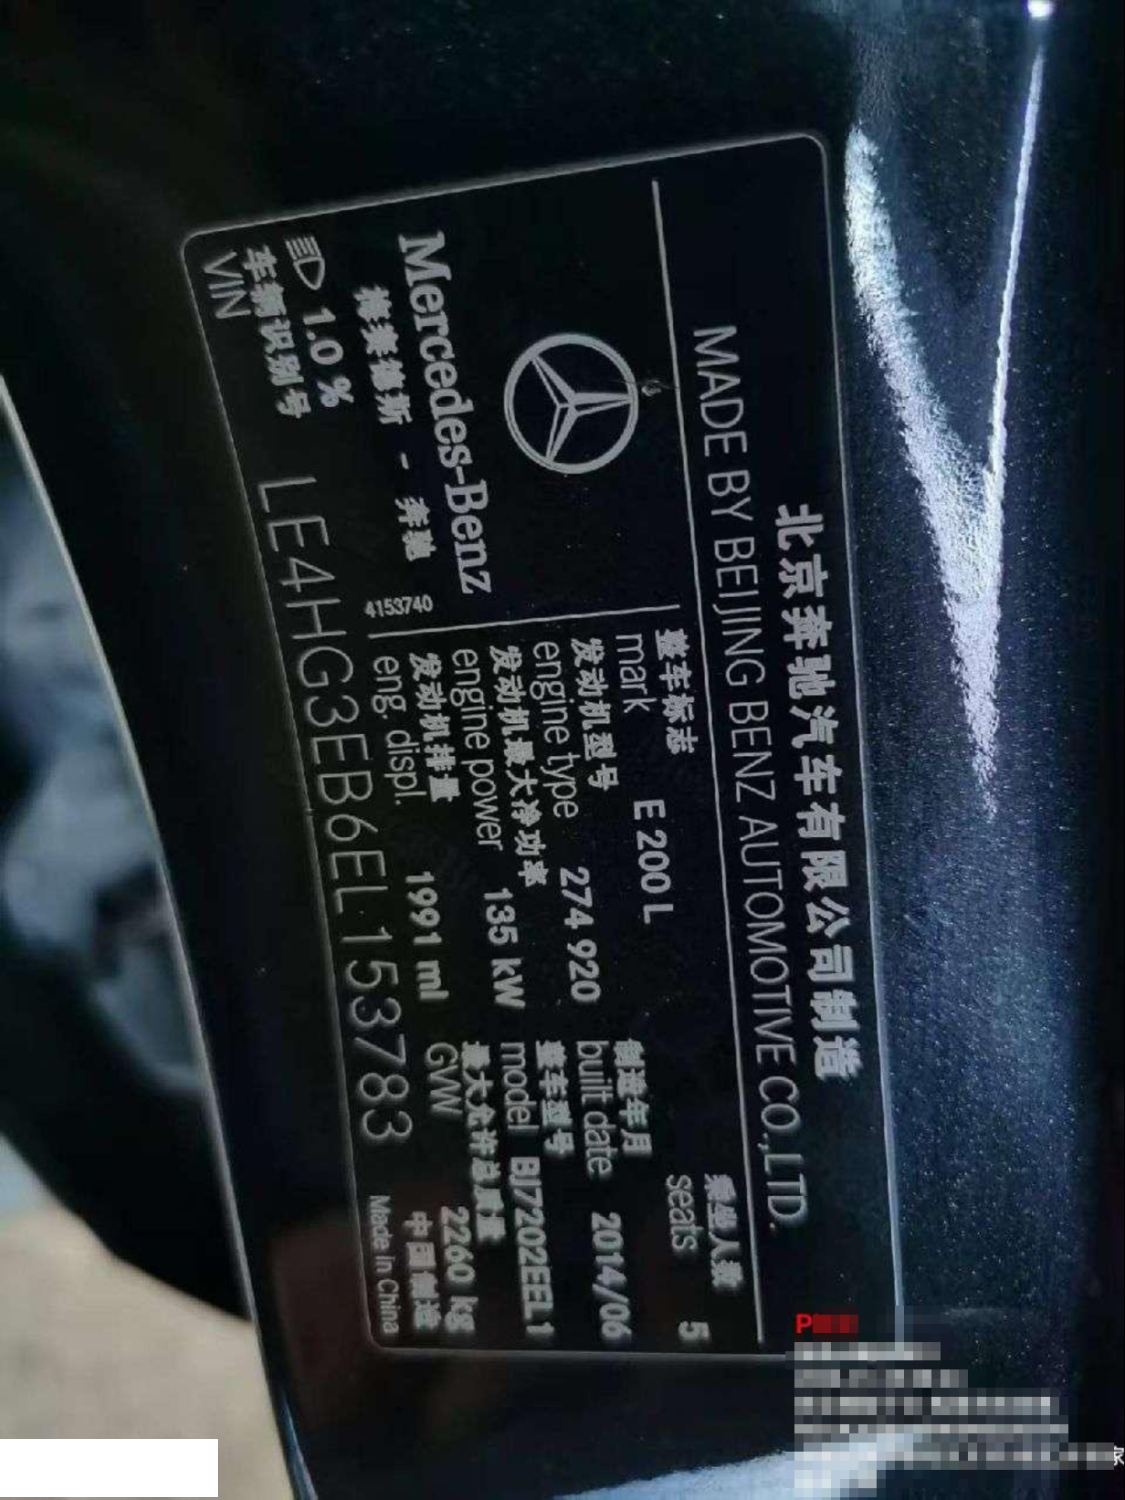 北京奔驰汽车有限公司制造
MADE BY BEIJING BENZ AUTOMOTIVE CO.,LTD.
Mercedes-Benz
梅赛德斯 - 奔驰
1.0 %
4153740
整车标志
mark E 200 L
发动机型号
engine type 274 920
发动机最大净功率
engine power 135 kW
发动机排量
eng. displ. 1991 ml
乘坐人数
seats 5
制造年月
built date 2014/06
整车型号
model BJ7202EEL1
最大允许总质量
GVW 2260 kg
中国制造
Made In China
车辆识别号
VIN LE4HG3EB6EL153783
P
家